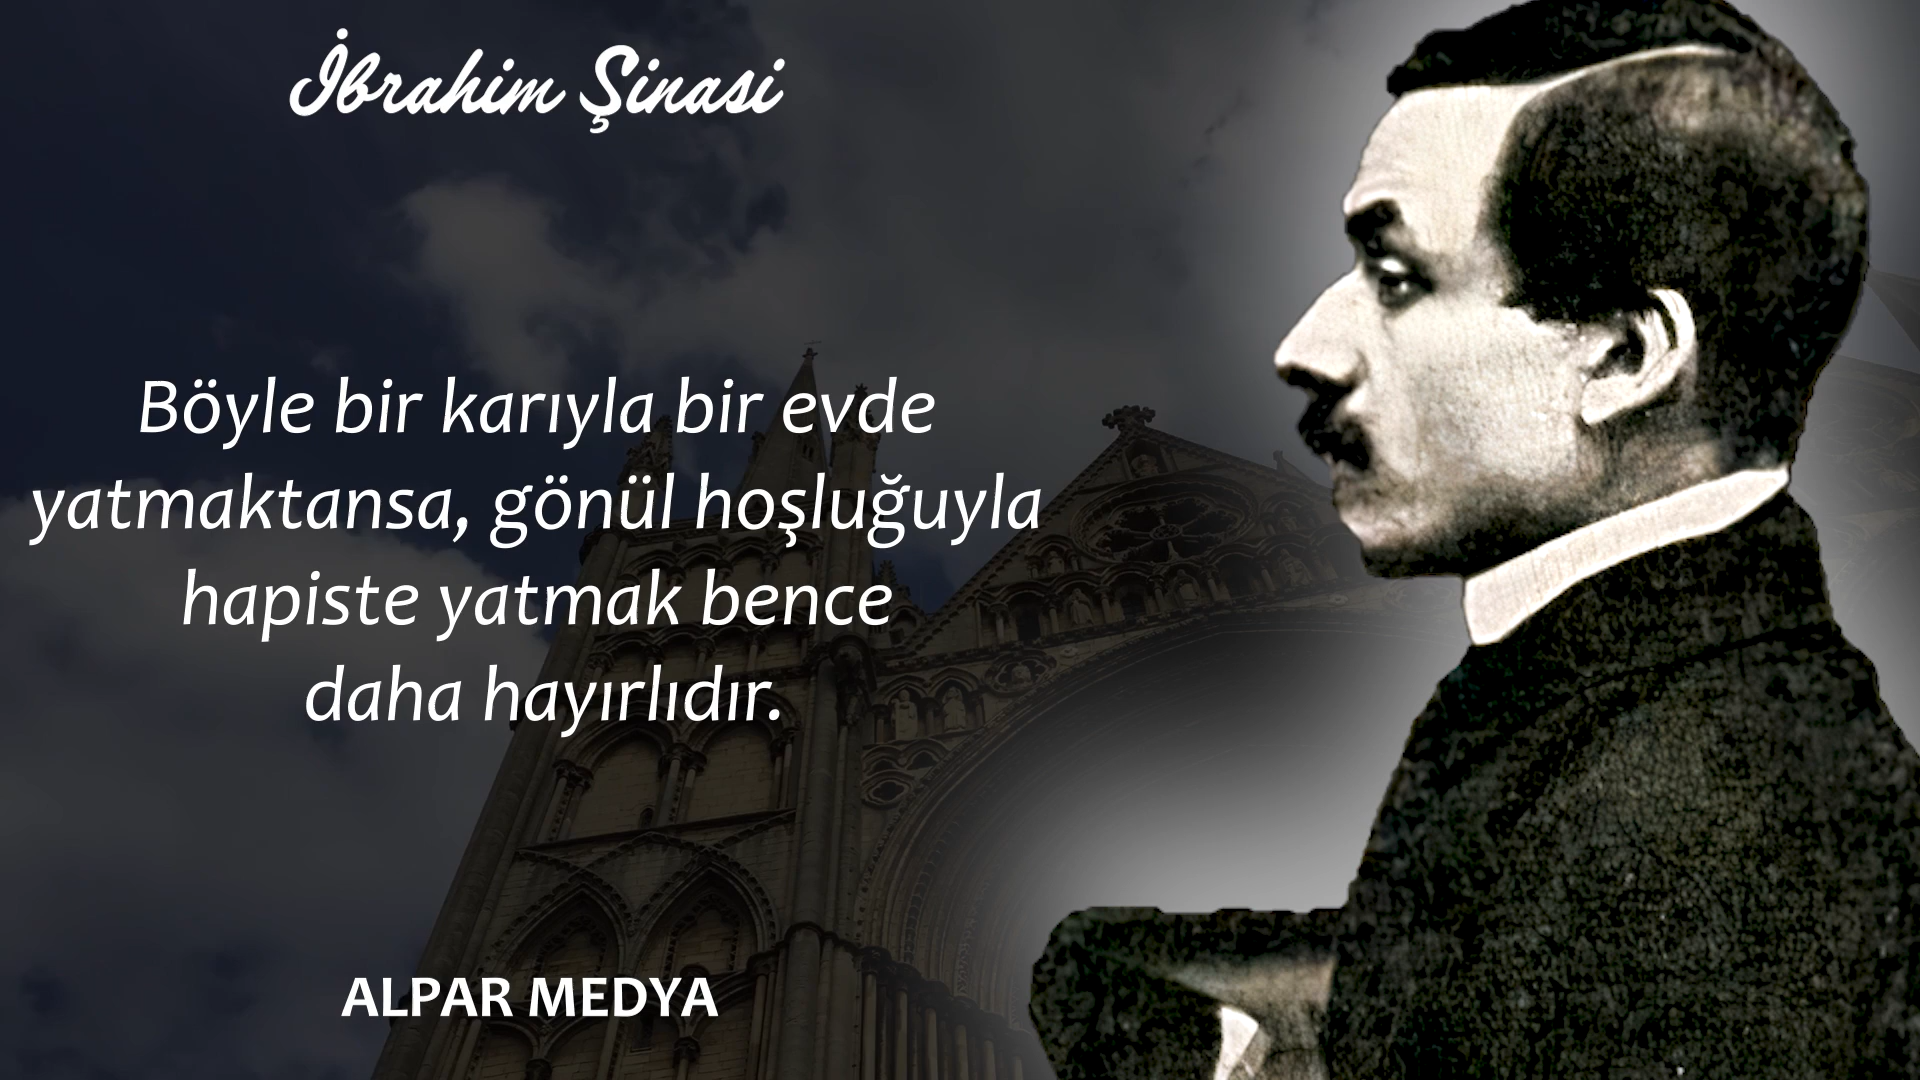 İbrahim Şinasi
Böyle bir karıyla bir evde
yatmaktansa, gönül hoşluğuyla
hapiste yatmak bence
daha hayırlıdır.
ALPAR MEDYA